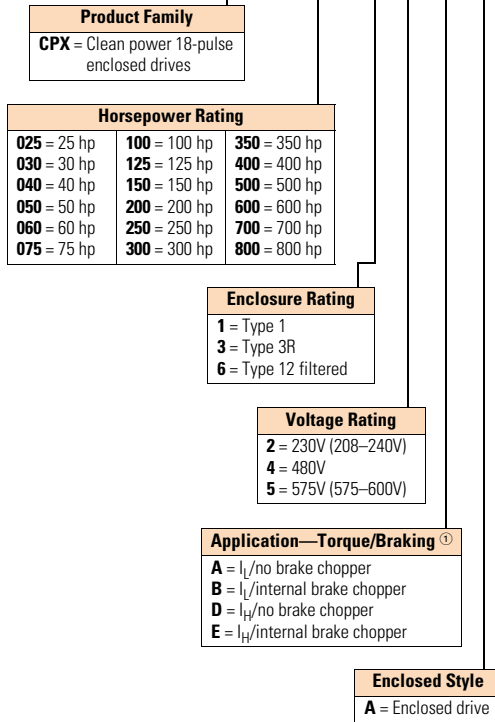 Product Family
CPX = Clean power 18-pulse
enclosed drives
Horsepower Rating
025 = 25 hp 100 = 100 hp 350 = 350 hp
030 = 30 hp 125 = 125 hp 400 = 400 hp
040 = 40 hp 150 = 150 hp 500 = 500 hp
050 = 50 hp 200 = 200 hp 600 = 600 hp
060 = 60 hp 250 = 250 hp 700 = 700 hp
075 = 75 hp 300 = 300 hp 800 = 800 hp
Enclosure Rating
1 = Type 1
3 = Type 3R
6 = Type 12 filtered
Voltage Rating
2 = 230V (208–240V)
4 = 480V
5 = 575V (575–600V)
Application—Torque/Braking ①
A = IL/no brake chopper
B = IL/internal brake chopper
D = IH/no brake chopper
E = IH/internal brake chopper
Enclosed Style
A = Enclosed drive